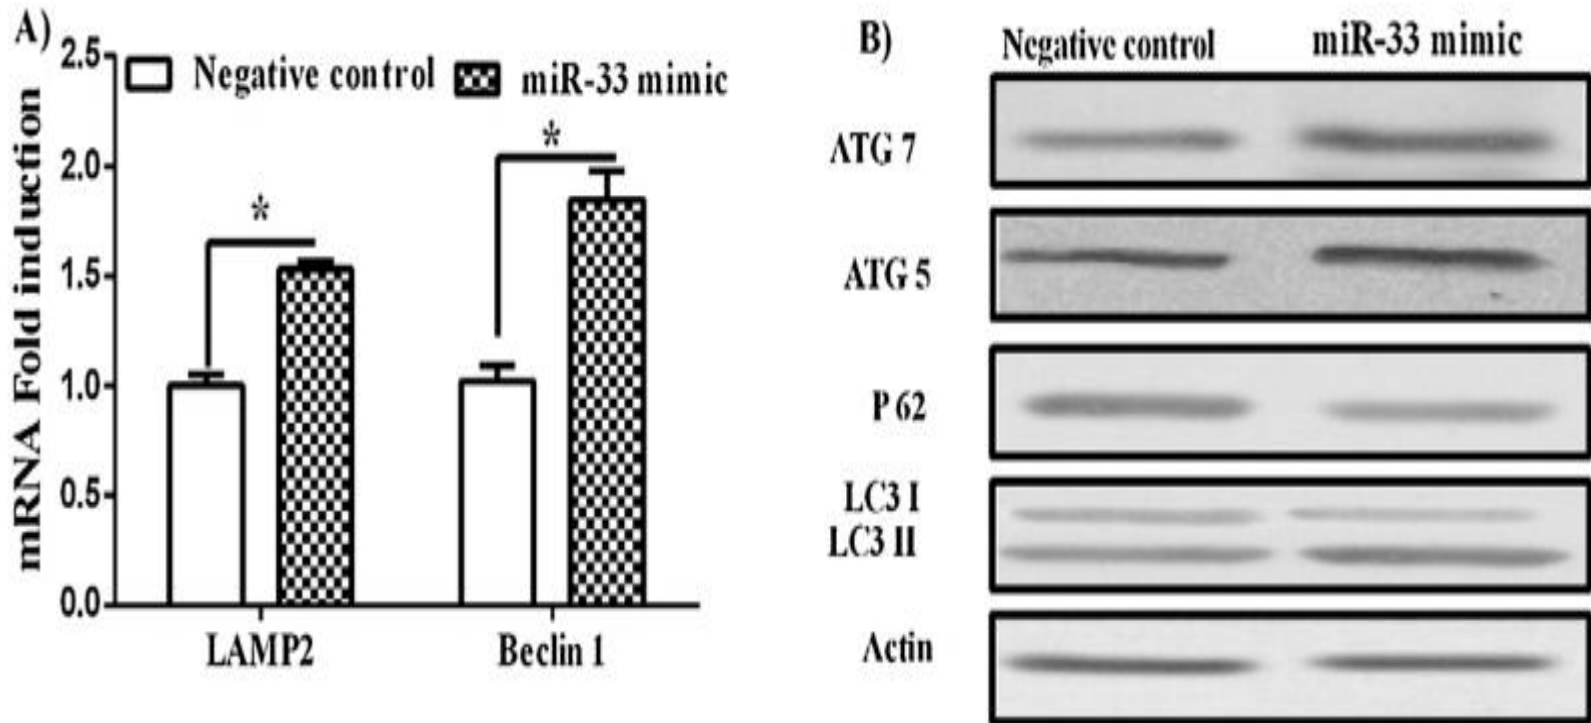 A)
2.5
2.0
1.5
1.0
0.5
0.0
mRNA Fold induction
Negative control
miR-33 mimic
*
*
LAMP2
Beclin 1
B)
Negative control
miR-33 mimic
ATG 7
ATG 5
P 62
LC3 I
LC3 II
Actin